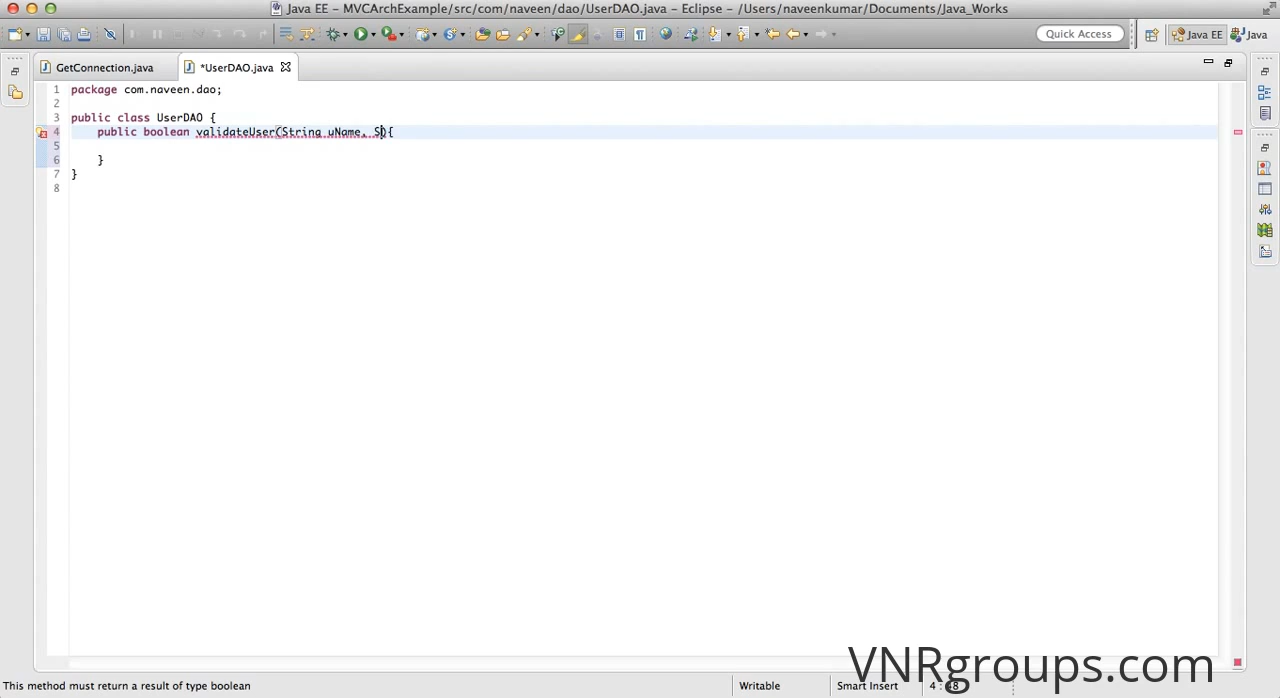 Java EE – MVCArchExample/src/com/naveen/dao/UserDAO.java – Eclipse – /Users/naveenkumar/Documents/Java_Works
Quick Access
Java EE
Java
GetConnection.java
*UserDAO.java
1 package com.naveen.dao;
2
3 public class UserDAO {
4 public boolean validateUser(String uName, S){
5
6 }
7 }
8
VNRgroups.com
This method must return a result of type boolean
Writable
Smart Insert
4 : 48